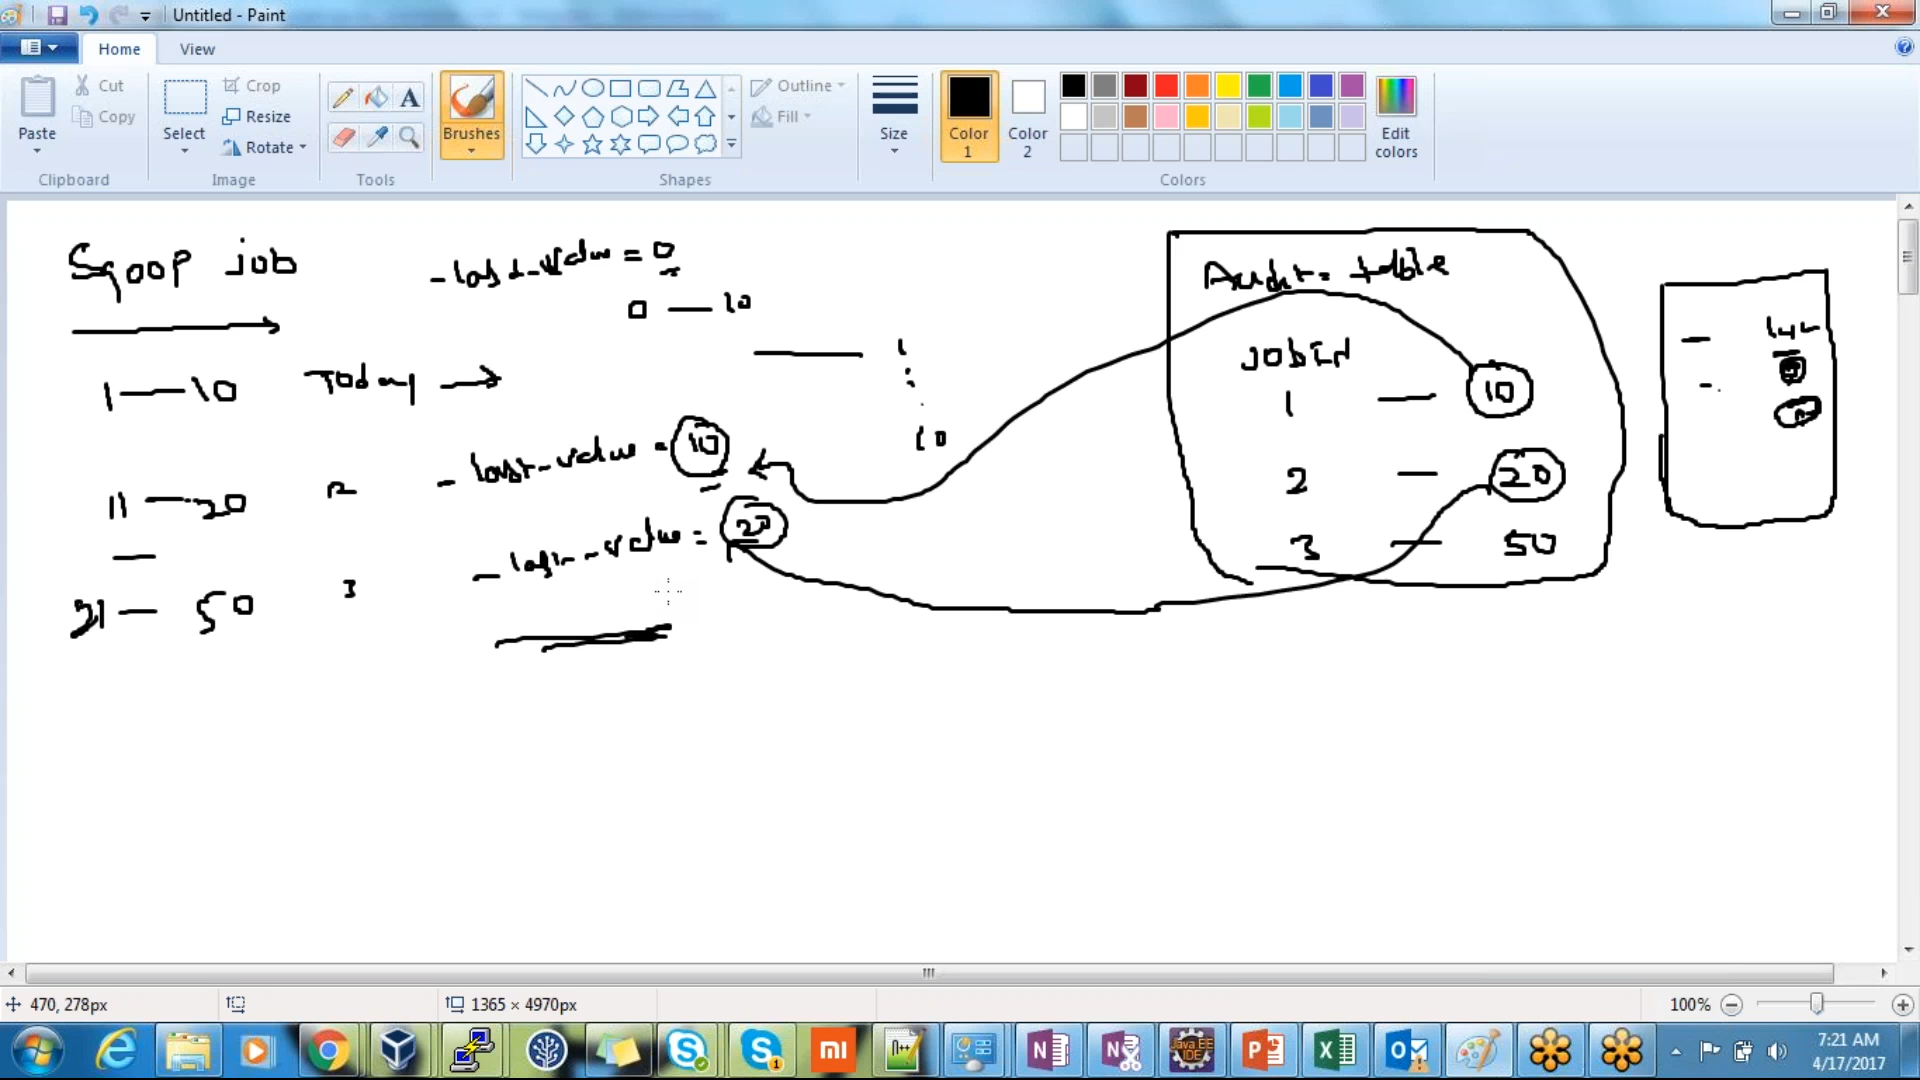 Untitled - Paint
Home View
Paste Cut Copy Clipboard
Select Crop Resize Rotate Image
Tools
Brushes
Shapes
Outline Fill
Size
Color 1 Color 2
Edit colors
Colors
Sqoop job
-last-value = 0
0 — 10
1 — 10 Today →
1
10
11 — 20 2 - last-value = 10
- last-value = 20
31 — 50 3
Audit table
JobId
1 — 10
2 — 20
3 — 50
470, 278px
1365 × 4970px
100%
7:21 AM
4/17/2017